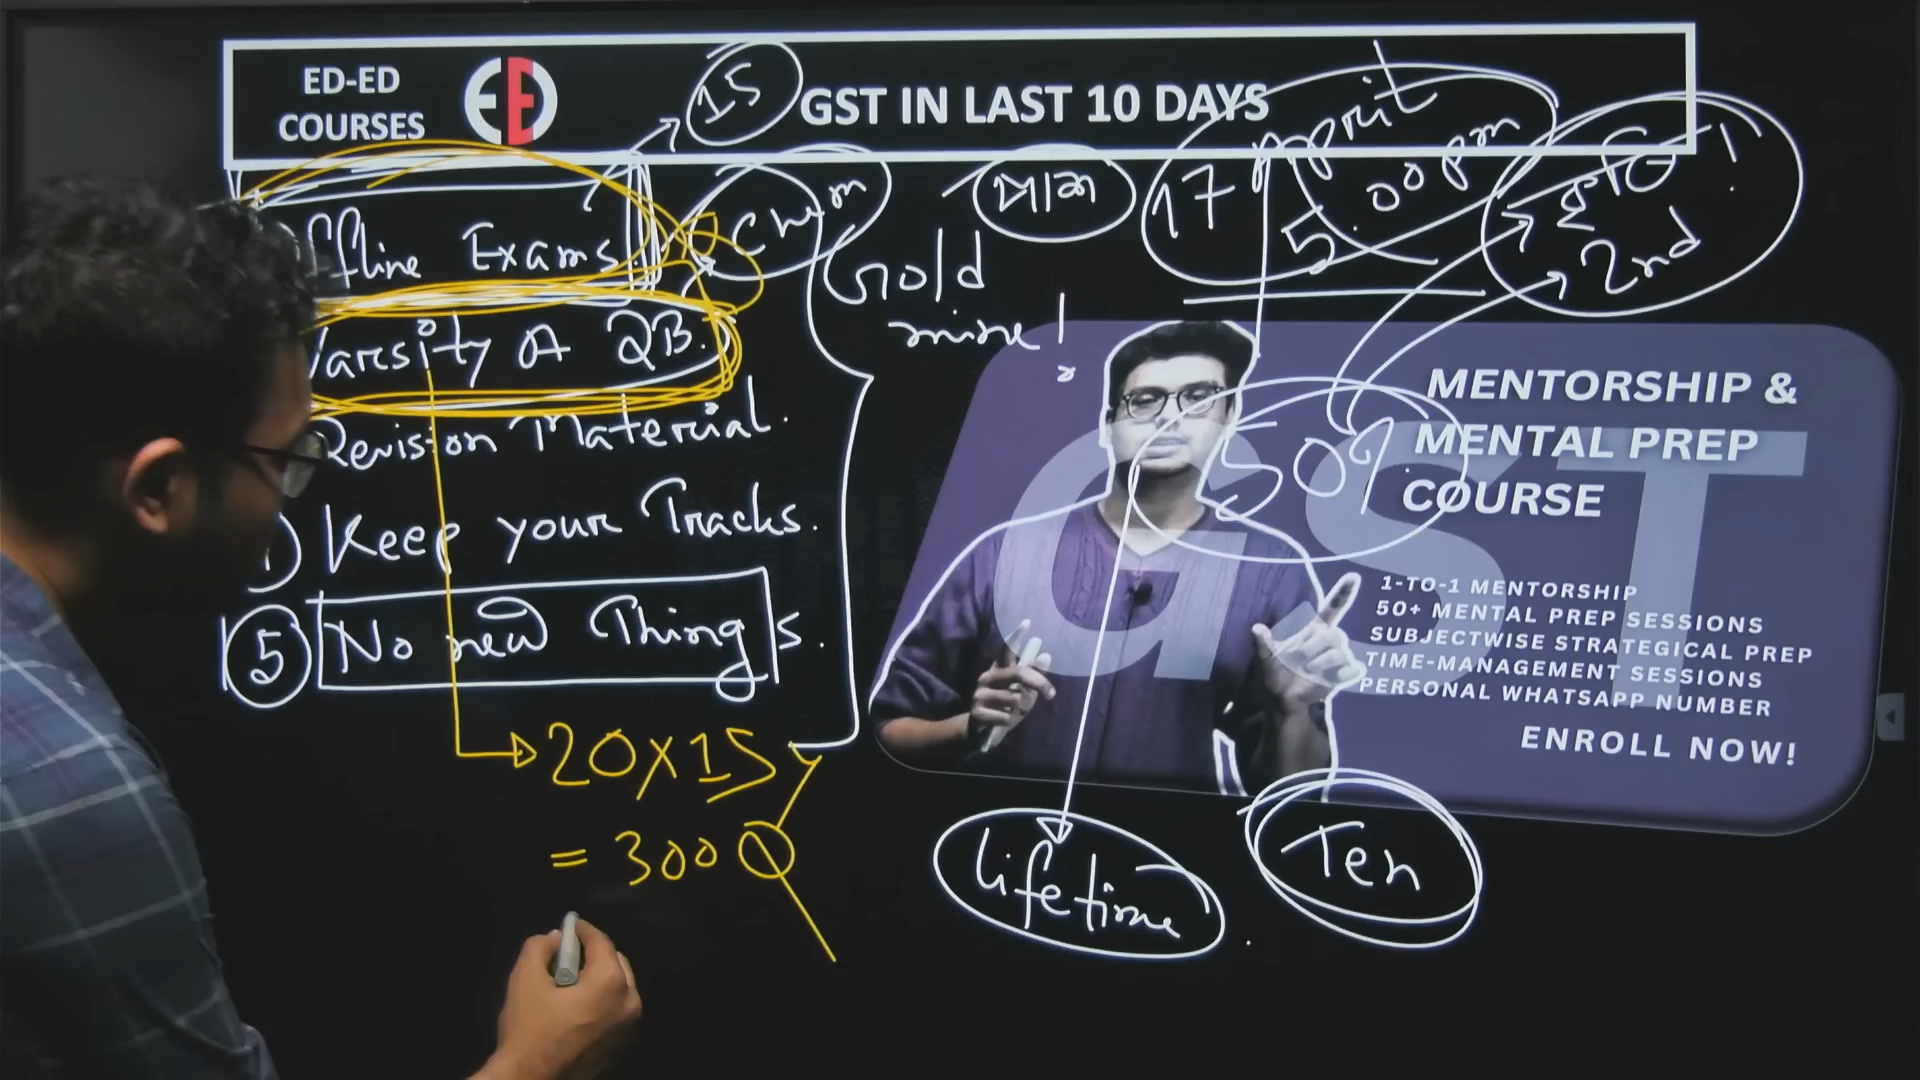 ED-ED
COURSES
GST IN LAST 10 DAYS
15
17 April
5:00 pm
2nd
Chem
Gold
mine!
Offline Exams
Varsity A QB.
Revision Material.
Keep your Tracks.
5 No new Things.
20x15
= 300 Q
50%
MENTORSHIP &
MENTAL PREP
COURSE
GST
1-TO-1 MENTORSHIP
50+ MENTAL PREP SESSIONS
SUBJECTWISE STRATEGICAL PREP
TIME-MANAGEMENT SESSIONS
PERSONAL WHATSAPP NUMBER
ENROLL NOW!
Lifetime
Ten